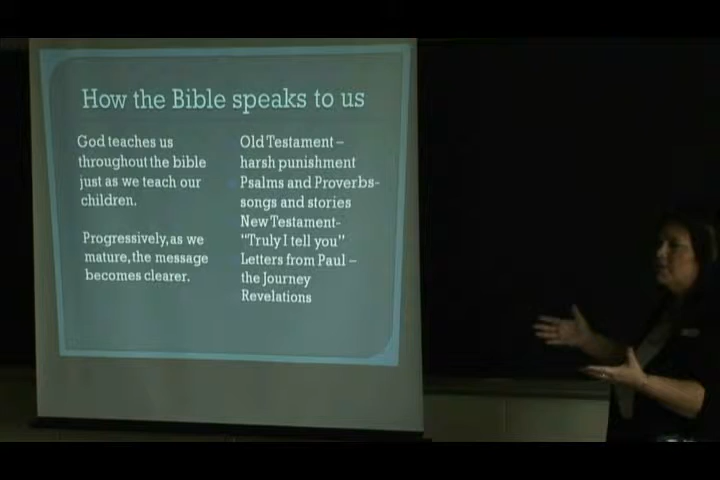 How the Bible speaks to us
God teaches us
throughout the bible
just as we teach our
children.
Progressively, as we
mature, the message
becomes clearer.
Old Testament –
harsh punishment
Psalms and Proverbs-
songs and stories
New Testament-
"Truly I tell you"
Letters from Paul –
the Journey
Revelations